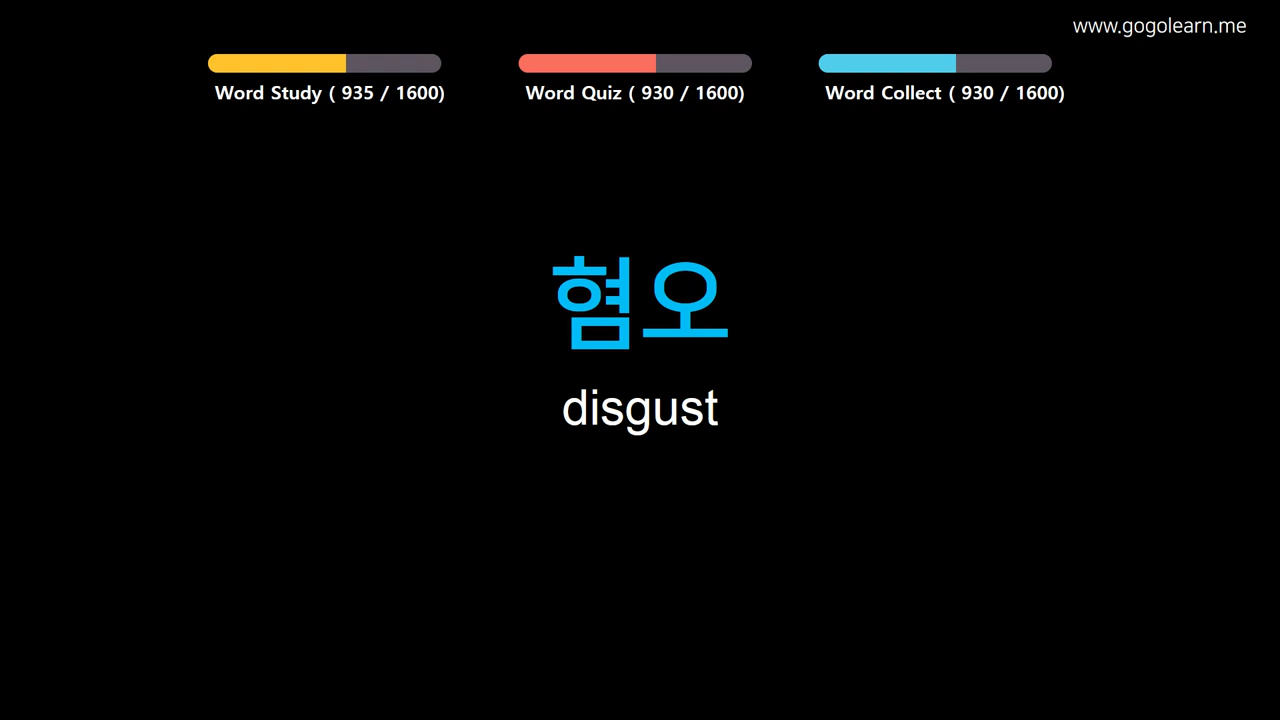 www.gogolearn.me
Word Study ( 935 / 1600)
Word Quiz ( 930 / 1600)
Word Collect ( 930 / 1600)
혐오
disgust